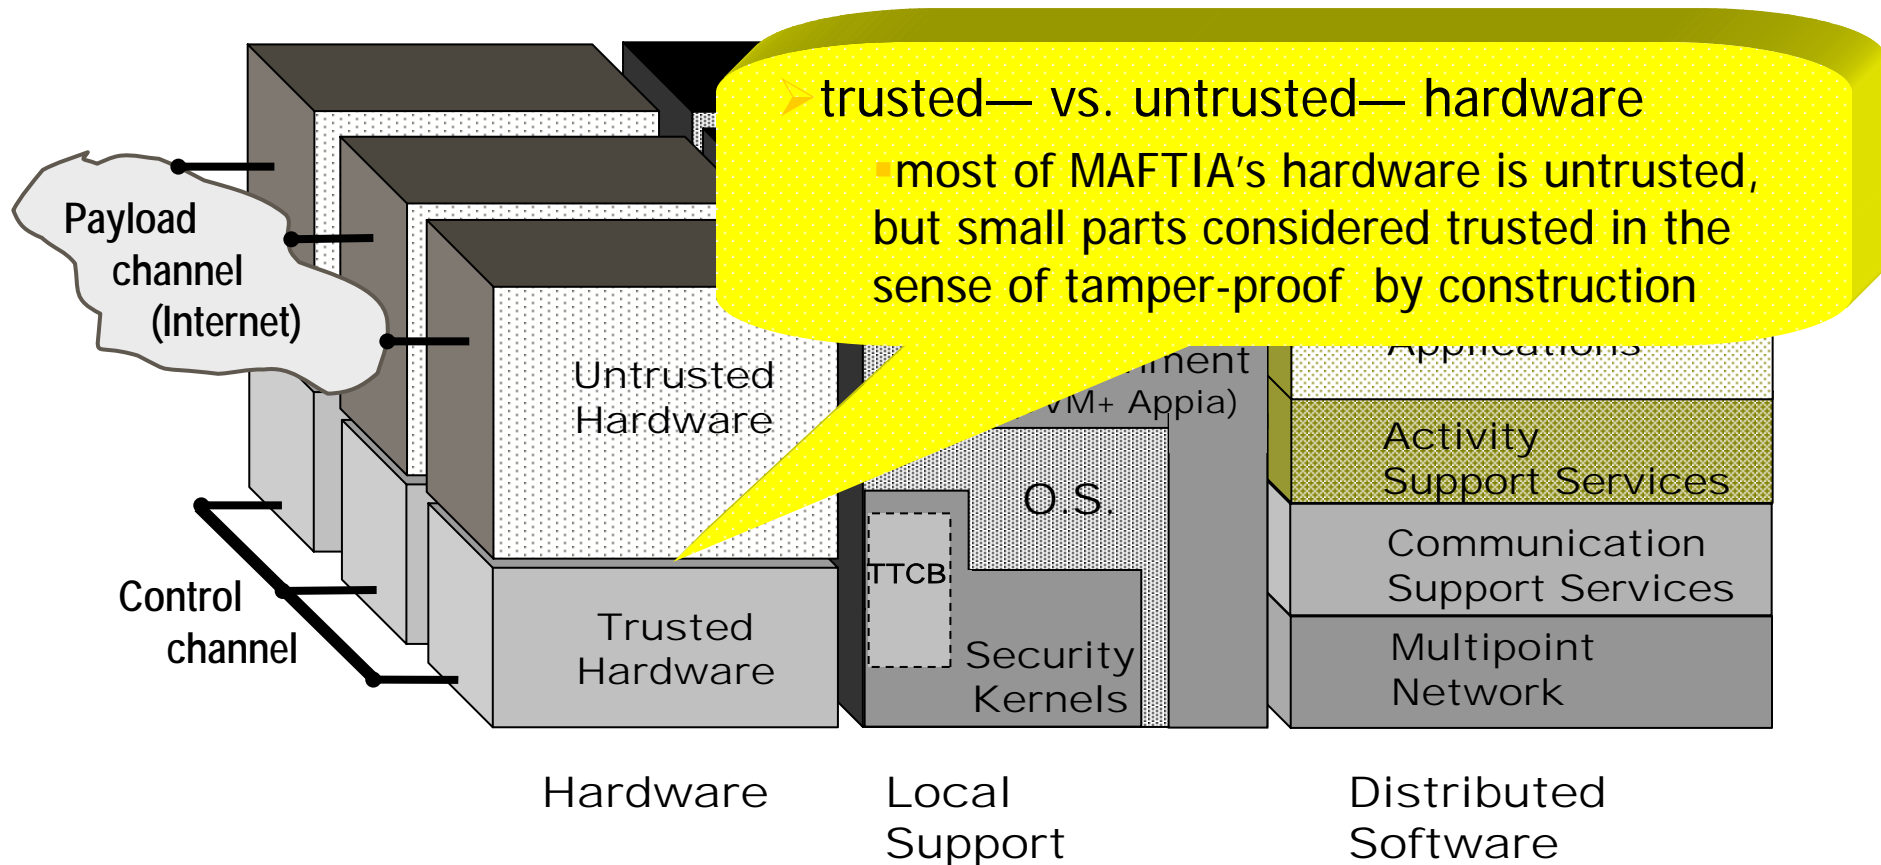 trusted— vs. untrusted— hardware
most of MAFTIA's hardware is untrusted,
but small parts considered trusted in the
sense of tamper-proof by construction
Payload
channel
(Internet)
Untrusted
Hardware
Applications
Appia)
Activity
Support Services
O.S.
Communication
Support Services
TTCB
Control
channel
Trusted
Hardware
Security
Kernels
Multipoint
Network
Hardware
Local
Support
Distributed
Software